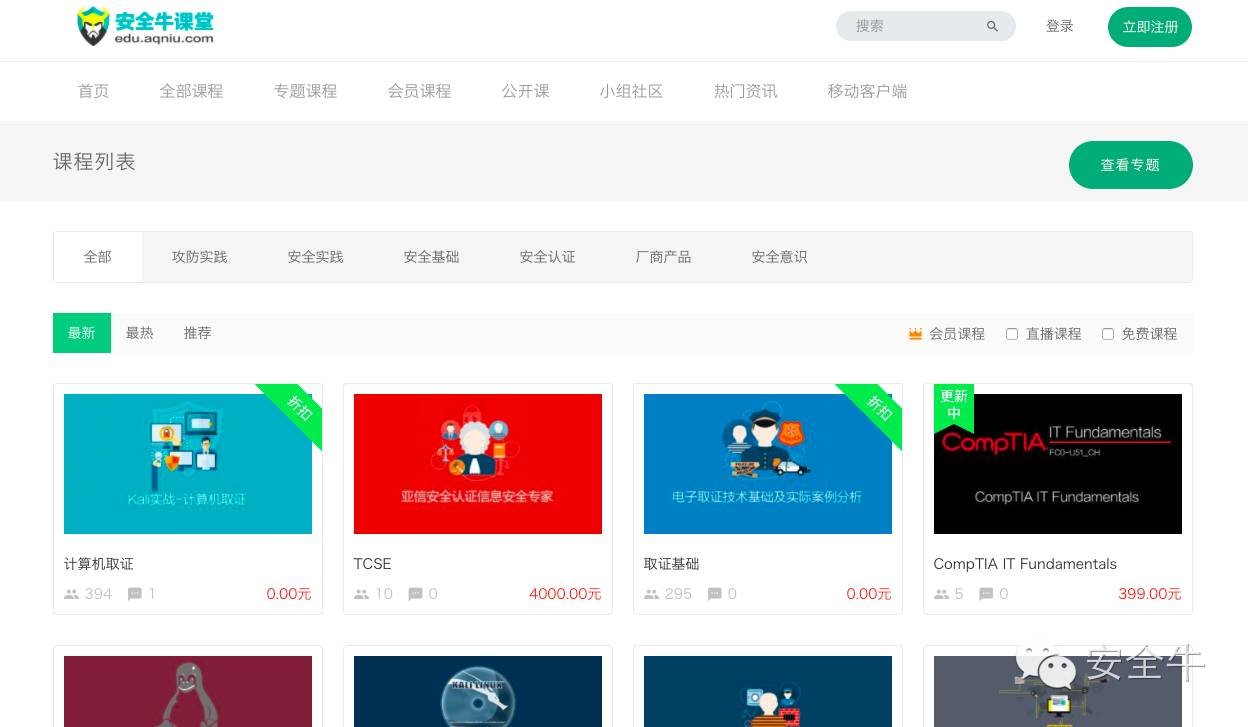 安全牛课堂
edu.aqniu.com
搜索
登录
立即注册
首页 全部课程 专题课程 会员课程 公开课 小组社区 热门资讯 移动客户端
课程列表
查看专题
全部 攻防实践 安全实践 安全基础 安全认证 厂商产品 安全意识
最新 最热 推荐 会员课程 直播课程 免费课程
折扣
Kali实战-计算机取证
计算机取证
394 1 0.00元
亚信安全认证信息安全专家
TCSE
10 0 4000.00元
折扣
电子取证技术基础及实际案例分析
取证基础
295 0 0.00元
更新
中
CompTIA IT Fundamentals
FC0-U51_CH
CompTIA IT Fundamentals
CompTIA IT Fundamentals
5 0 399.00元
KALI LINUX
安全牛